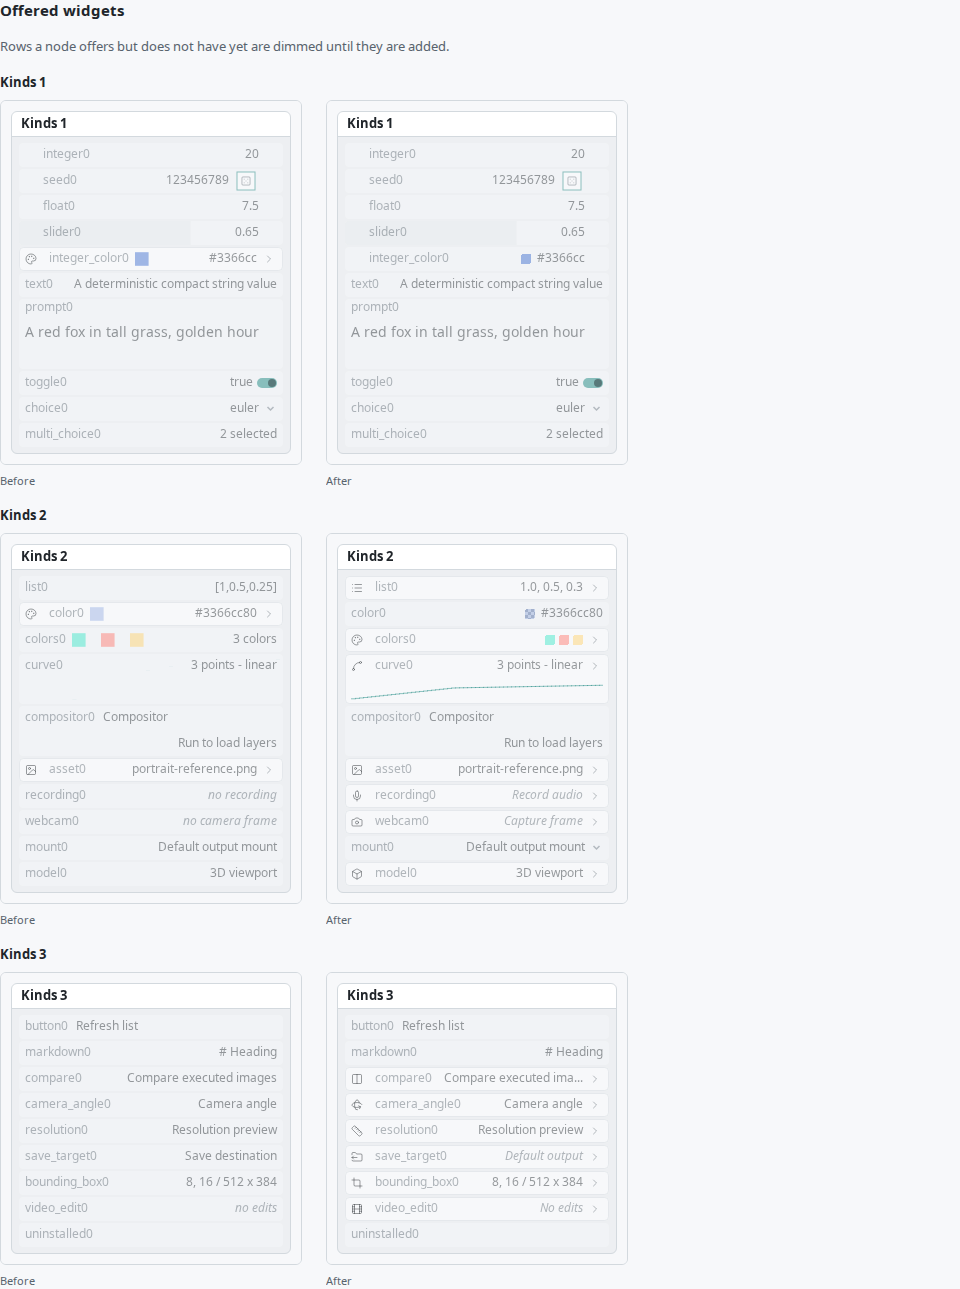 Offered widgets
Rows a node offers but does not have yet are dimmed until they are added.
Kinds 1
Kinds 1
integer0 20
seed0 123456789
float0 7.5
slider0 0.65
integer_color0 #3366cc
text0 A deterministic compact string value
prompt0
A red fox in tall grass, golden hour
toggle0 true
choice0 euler
multi_choice0 2 selected
Before
Kinds 1
integer0 20
seed0 123456789
float0 7.5
slider0 0.65
integer_color0 #3366cc
text0 A deterministic compact string value
prompt0
A red fox in tall grass, golden hour
toggle0 true
choice0 euler
multi_choice0 2 selected
After
Kinds 2
Kinds 2
list0 [1,0.5,0.25]
color0 #3366cc80
colors0 3 colors
curve0 3 points - linear
compositor0 Compositor
Run to load layers
asset0 portrait-reference.png
recording0 no recording
webcam0 no camera frame
mount0 Default output mount
model0 3D viewport
Before
Kinds 2
list0 1.0, 0.5, 0.3
color0 #3366cc80
colors0
curve0 3 points - linear
compositor0 Compositor
Run to load layers
asset0 portrait-reference.png
recording0 Record audio
webcam0 Capture frame
mount0 Default output mount
model0 3D viewport
After
Kinds 3
Kinds 3
button0 Refresh list
markdown0 # Heading
compare0 Compare executed images
camera_angle0 Camera angle
resolution0 Resolution preview
save_target0 Save destination
bounding_box0 8, 16 / 512 x 384
video_edit0 no edits
uninstalled0
Before
Kinds 3
button0 Refresh list
markdown0 # Heading
compare0 Compare executed ima...
camera_angle0 Camera angle
resolution0 Resolution preview
save_target0 Default output
bounding_box0 8, 16 / 512 x 384
video_edit0 No edits
uninstalled0
After